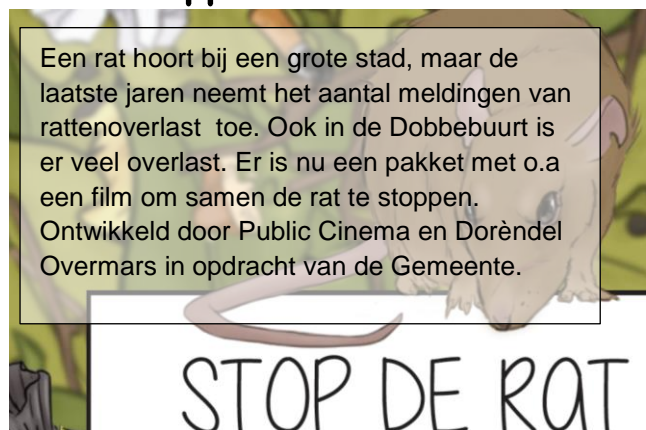 Een rat hoort bij een grote stad, maar de
laatste jaren neemt het aantal meldingen van
rattenoverlast  toe. Ook in de Dobbebuurt is
er veel overlast. Er is nu een pakket met o.a
een film om samen de rat te stoppen.
Ontwikkeld door Public Cinema en Dorèndel
Overmars in opdracht van de Gemeente.
STOP DE RAT